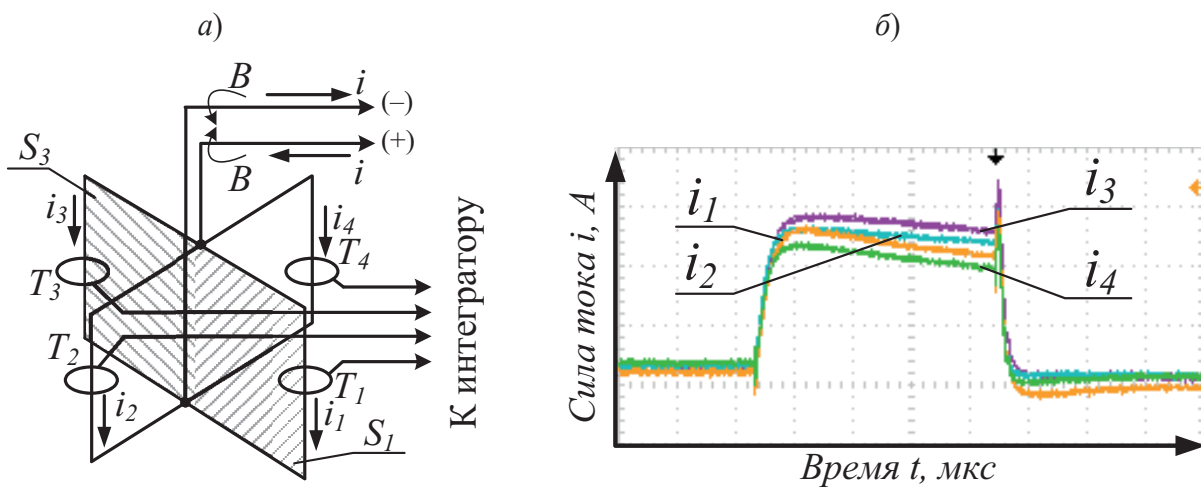 а)
B i (–)
(+)
B i
S3
i3 i4
T4
T3
T2
T1
i2 i1
S1
К интегратору
б)
Сила тока i, А
i1 i3
i2 i4
Время t, мкс